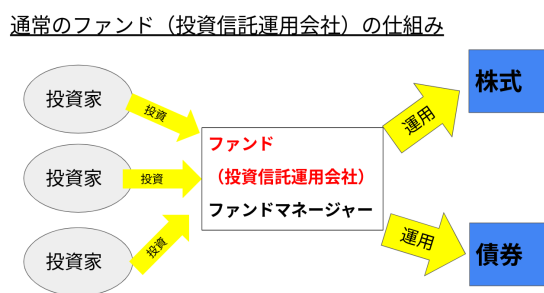 通常のファンド（投資信託運用会社）の仕組み
投資家
投資
投資家
投資
投資家
投資
ファンド
（投資信託運用会社）
ファンドマネージャー
運用
株式
運用
債券